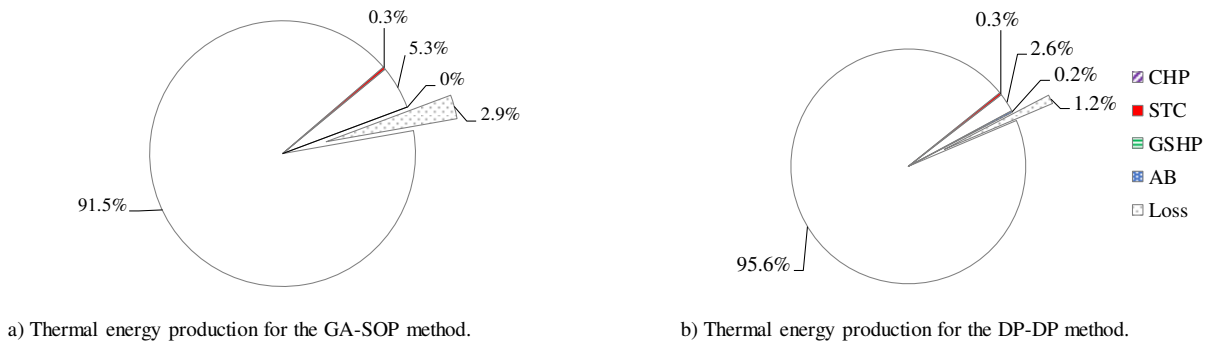 0.3%
5.3%
0%
2.9%
91.5%
0.3%
2.6%
0.2%
1.2%
95.6%
CHP
STC
GSHP
AB
Loss
a) Thermal energy production for the GA-SOP method.
b) Thermal energy production for the DP-DP method.